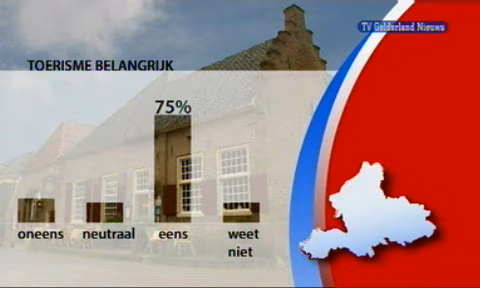 TV Gelderland Nieuws
TOERISME BELANGRIJK
75%
oneens neutraal eens weet
niet